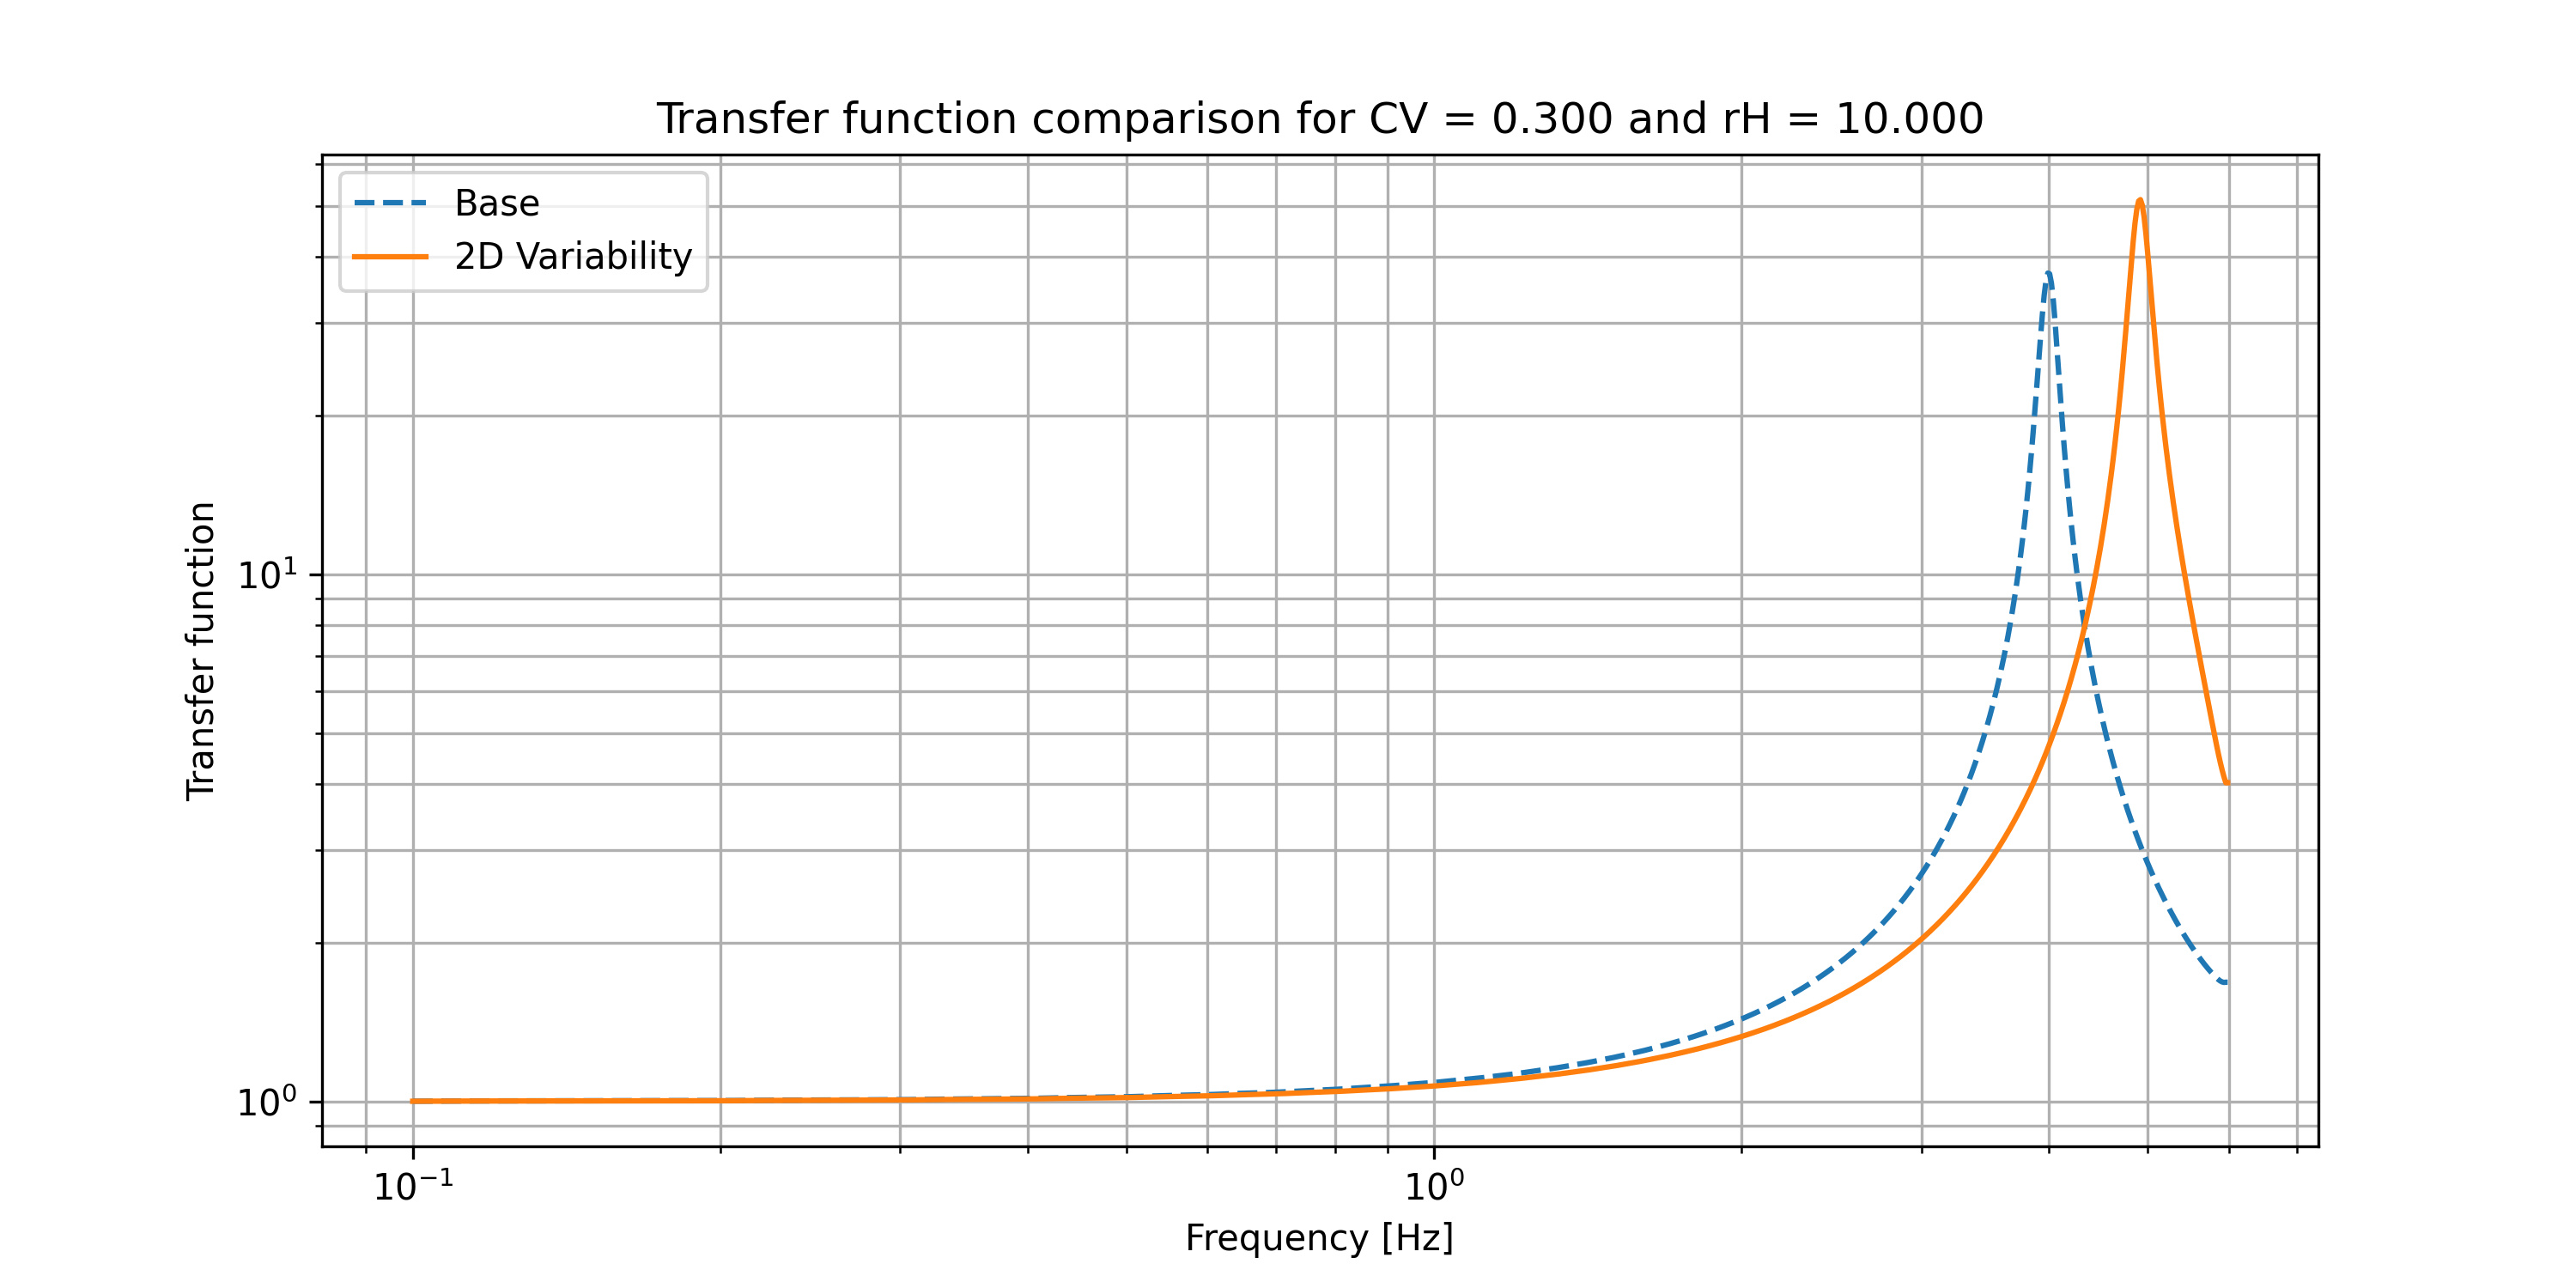 Transfer function comparison for CV = 0.300 and rH = 10.000
Base
2D Variability
Transfer function
10¹
10⁰
10⁻¹
10⁰
Frequency [Hz]